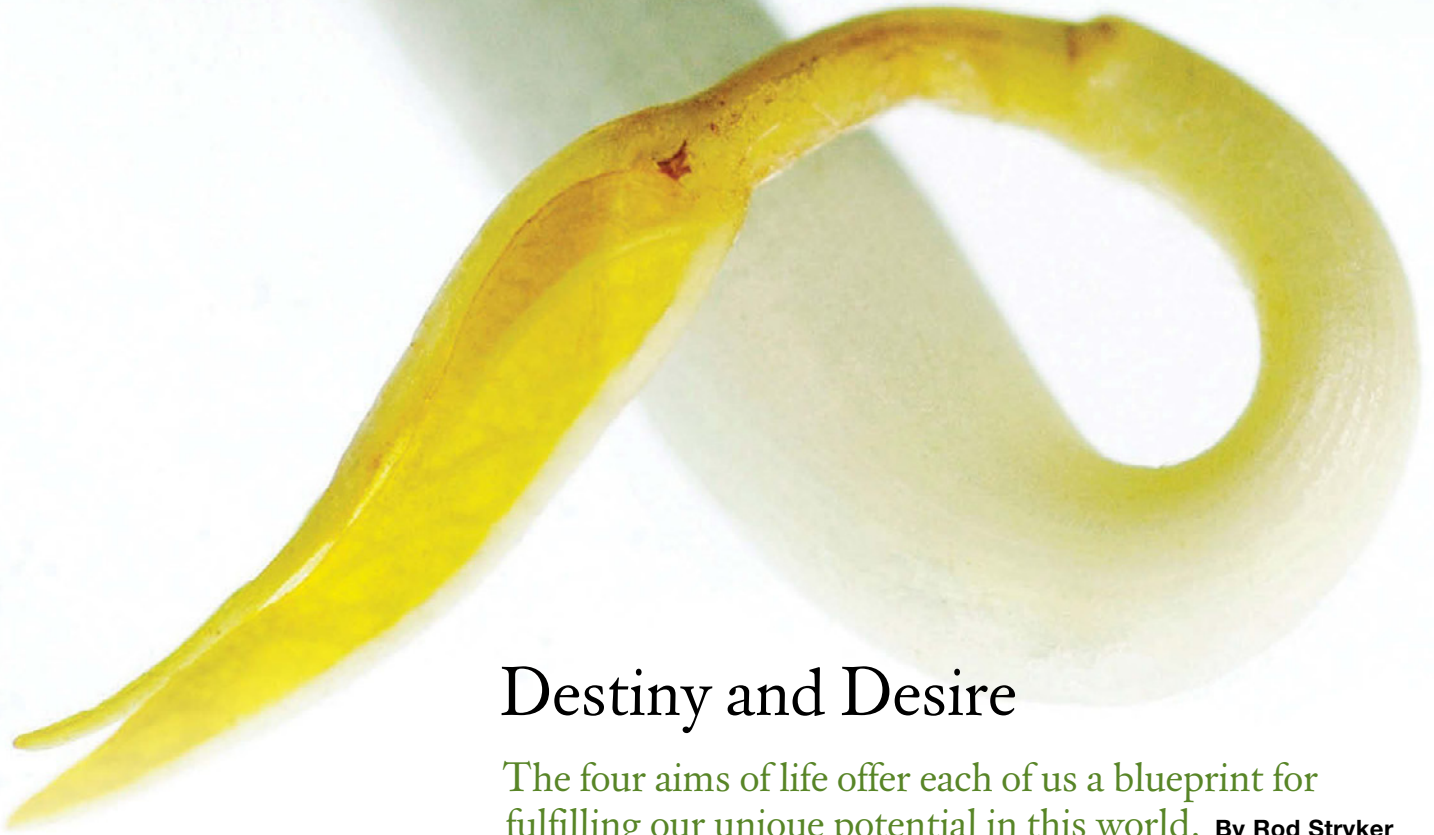 Destiny and Desire
The four aims of life offer each of us a blueprint for
fulfilling our unique potential in this world. By Rod Stryker